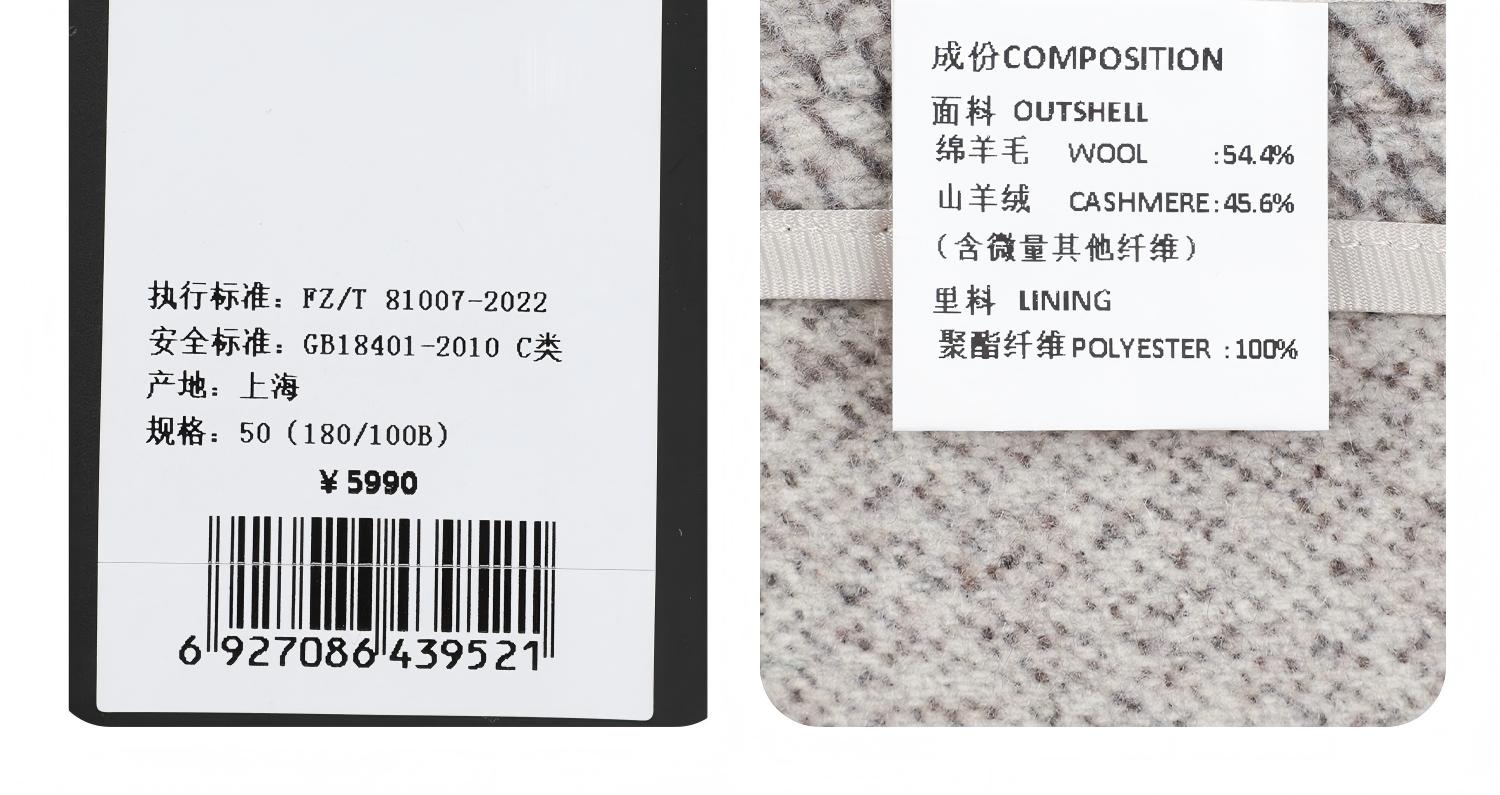 执行标准: FZ/T 81007-2022
安全标准: GB18401-2010 C类
产地: 上海
规格: 50 (180/100B)
¥5990
6 927086 439521
成份COMPOSITION
面料 OUTSHELL
绵羊毛 WOOL :54.4%
山羊绒 CASHMERE:45.6%
(含微量其他纤维)
里料 LINING
聚酯纤维 POLYESTER :100%